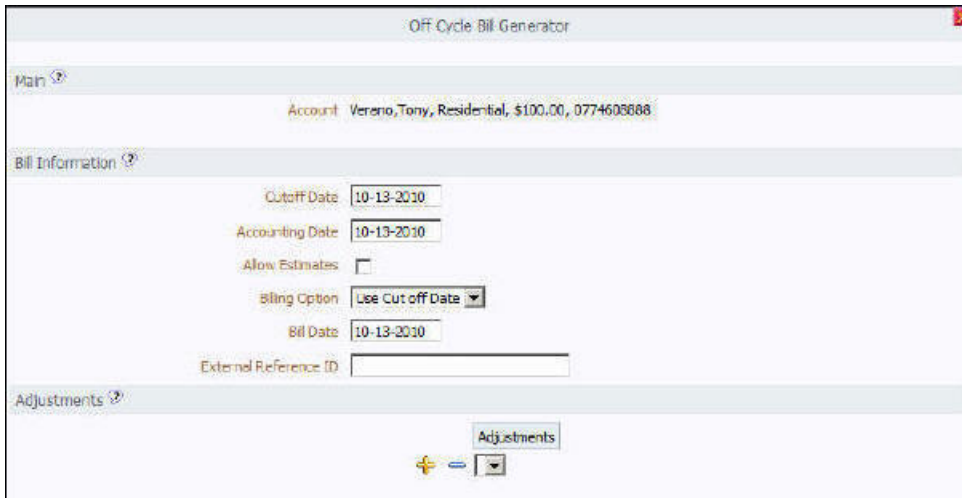 Off Cycle Bill Generator
Main
Account Verano,Tony, Residential, $100.00, 0774608888
Bill Information
Cutoff Date 10-13-2010
Accounting Date 10-13-2010
Allow Estimates
Billing Option Use Cut off Date
Bill Date 10-13-2010
External Reference ID
Adjustments
Adjustments